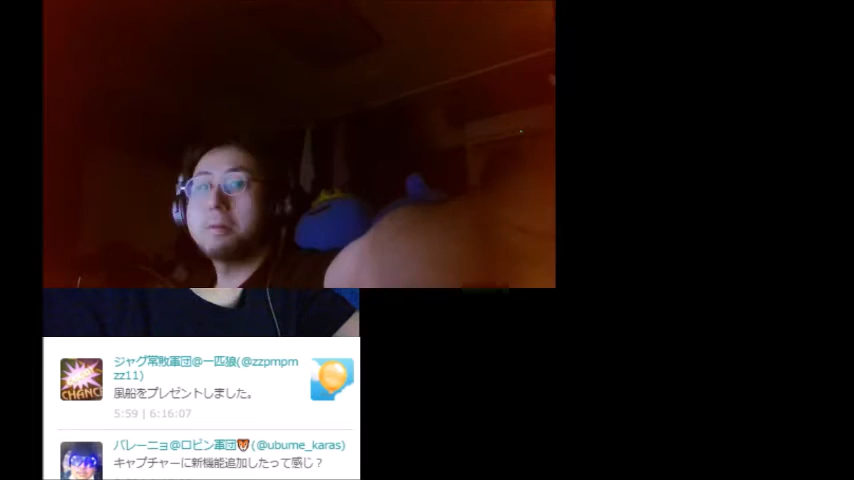 ジャグ常敗軍団@一匹狼(@zzpmpm
zz11)
風船をプレゼントしました。
5:59 | 6:16:07
CHANC
バレーニョ@ロビン軍団🐯(@ubume_karas)
キャプチャーに新機能追加したって感じ？